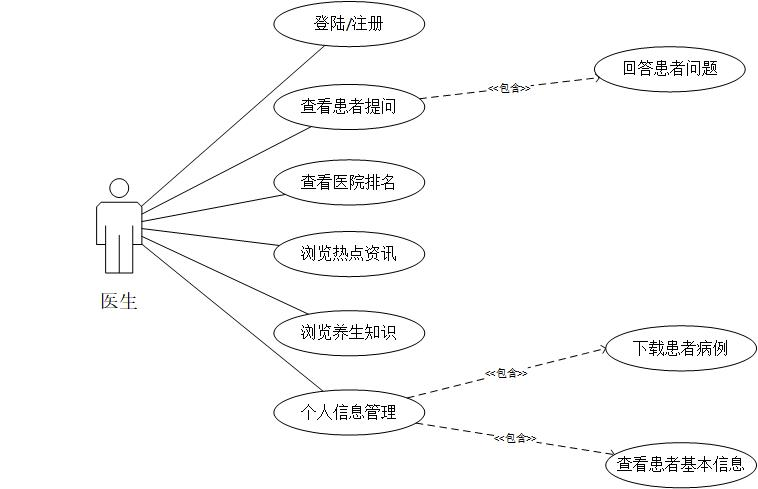 登陆/注册
回答患者问题
<<包含>>
查看患者提问
查看医院排名
浏览热点资讯
医生
浏览养生知识
下载患者病例
<<包含>>
个人信息管理
<<包含>>
查看患者基本信息